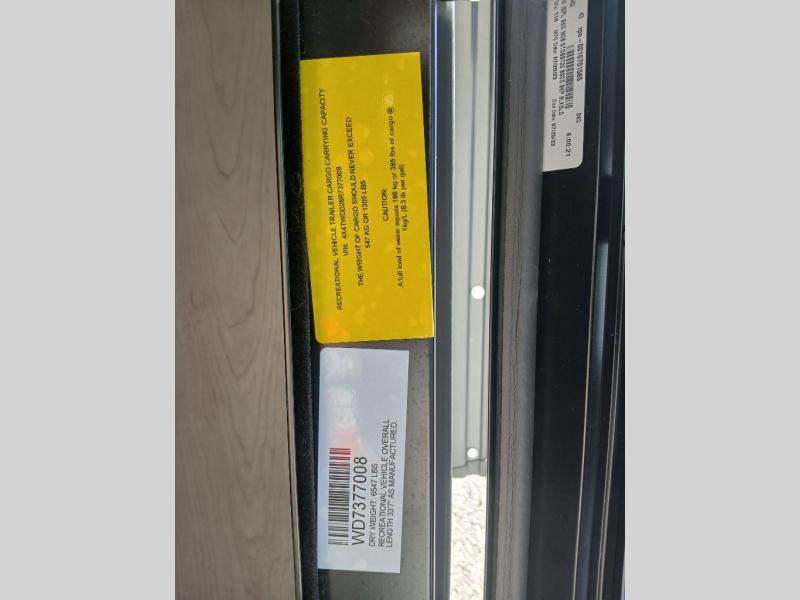 RECREATIONAL VEHICLE TRAILER CARGO CARRYING CAPACITY
VIN: 4X4TWDD26R7377008
THE WEIGHT OF CARGO SHOULD NEVER EXCEED
547 KG OR 1205 LBS
CAUTION:
A full load of water equals 166 kg or 365 lbs of cargo @
1kg/L (8.3 lb per gal)
WD7377008
DRY WEIGHT: 6547 LBS
RECREATIONAL VEHICLE OVERALL
LENGTH 33'7" AS MANUFACTURED.